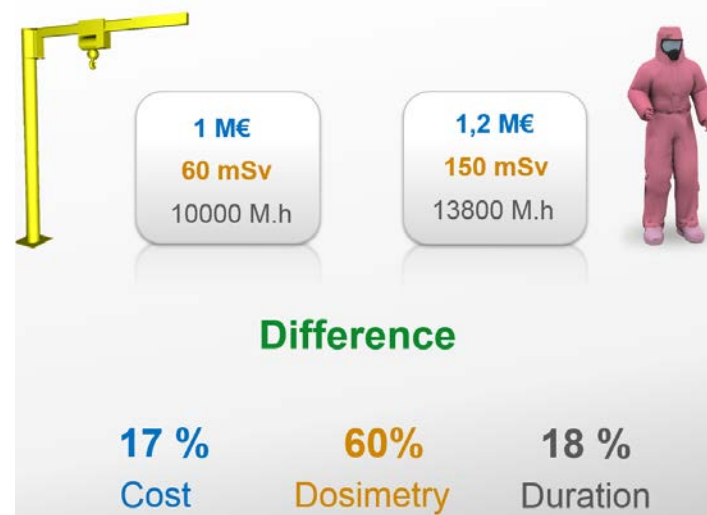 1 M€
60 mSv
10000 M.h
1,2 M€
150 mSv
13800 M.h
Difference
17 %
Cost
60%
Dosimetry
18 %
Duration